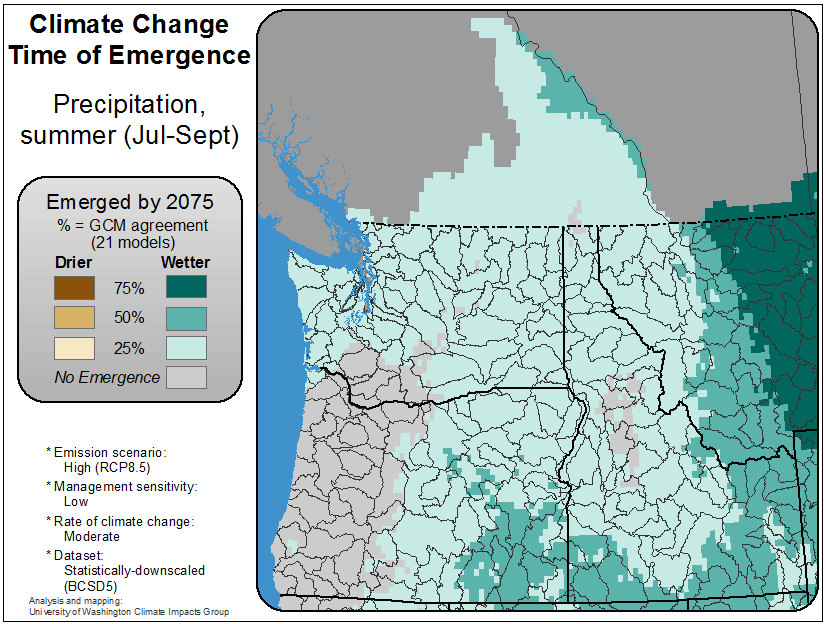 Climate Change
Time of Emergence
Precipitation,
summer (Jul-Sept)
Emerged by 2075
% = GCM agreement
(21 models)
Drier Wetter
75%
50%
25%
No Emergence
* Emission scenario:
High (RCP8.5)
* Management sensitivity:
Low
* Rate of climate change:
Moderate
* Dataset:
Statistically-downscaled
(BCSD5)
Analysis and mapping:
University of Washington Climate Impacts Group